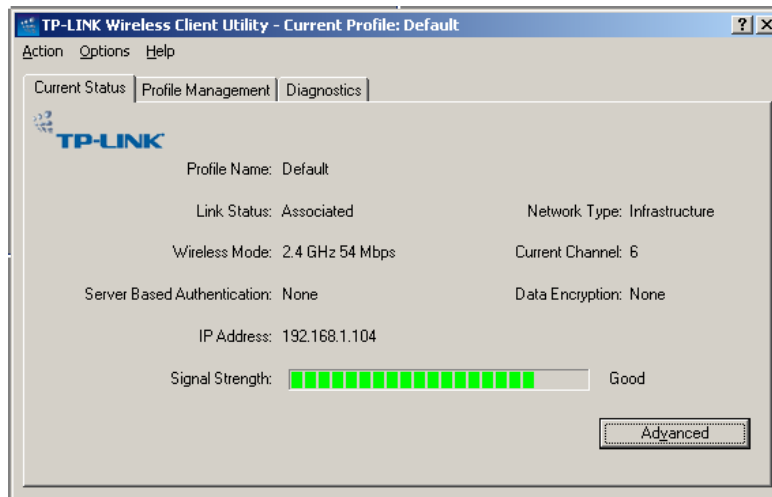 TP-LINK Wireless Client Utility - Current Profile: Default
Action Options Help
Current Status Profile Management Diagnostics
TP-LINK
Profile Name: Default
Link Status: Associated Network Type: Infrastructure
Wireless Mode: 2.4 GHz 54 Mbps Current Channel: 6
Server Based Authentication: None Data Encryption: None
IP Address: 192.168.1.104
Signal Strength: Good
Advanced